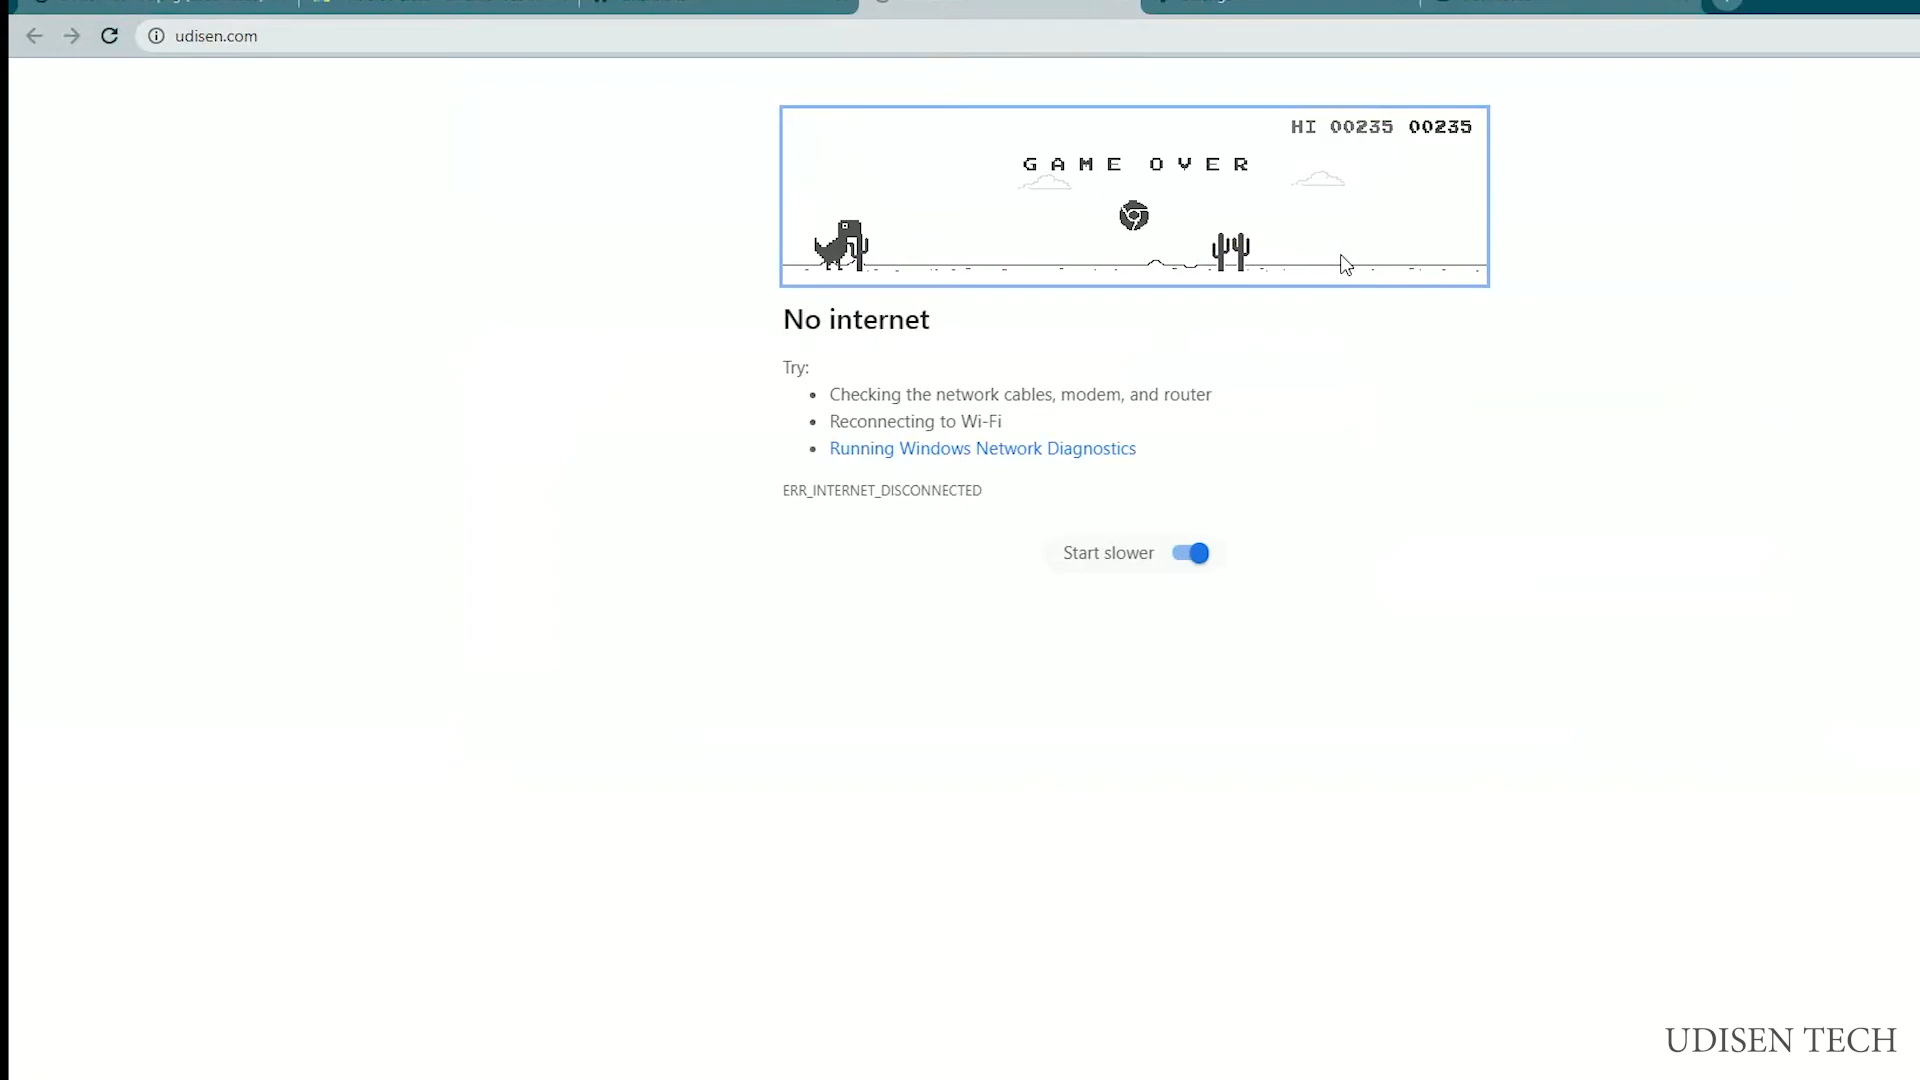 udisen.com
HI 00235 00235
GAME OVER
No internet
Try:
Checking the network cables, modem, and router
Reconnecting to Wi-Fi
Running Windows Network Diagnostics
ERR_INTERNET_DISCONNECTED
Start slower
UDISEN TECH